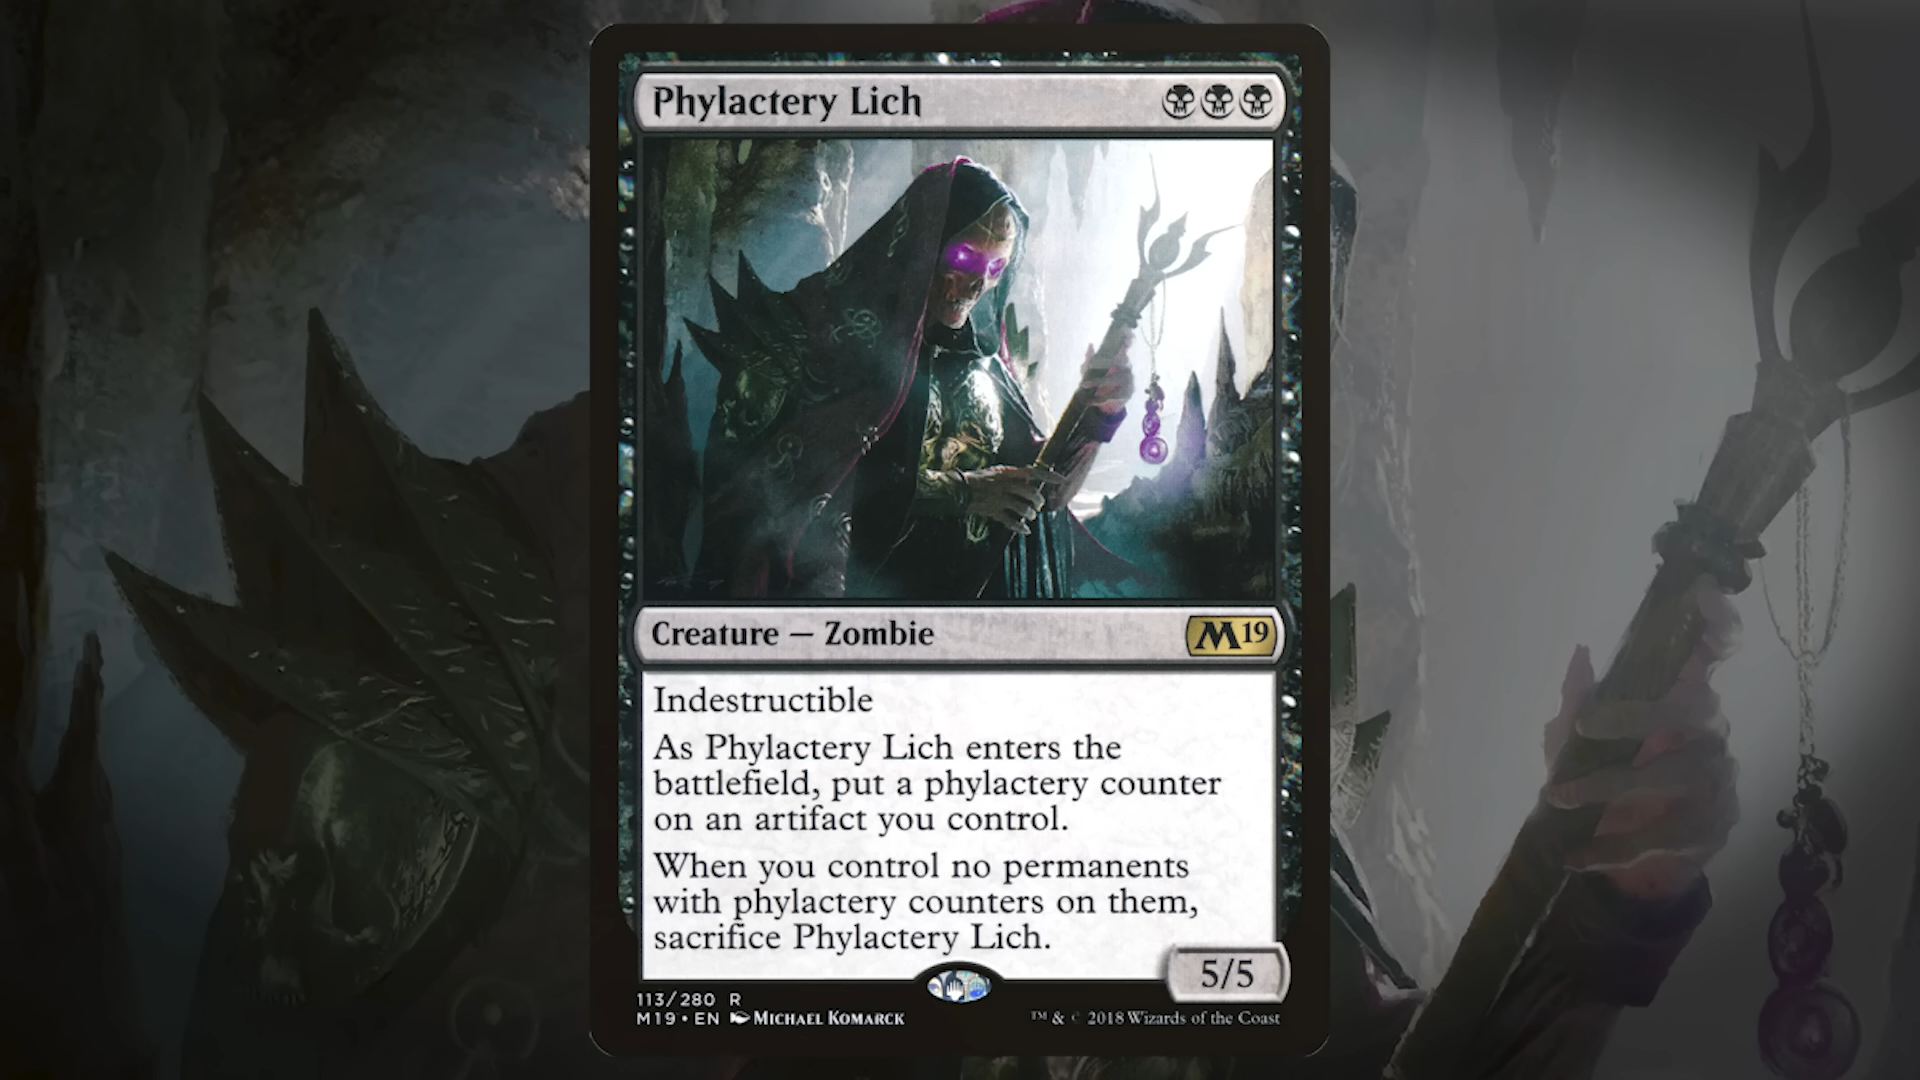 Phylactery Lich
Creature — Zombie
M19
Indestructible
As Phylactery Lich enters the
battlefield, put a phylactery counter
on an artifact you control.
When you control no permanents
with phylactery counters on them,
sacrifice Phylactery Lich.
5/5
113/280 R
M19 • EN MICHAEL KOMARCK
™ & © 2018 Wizards of the Coast